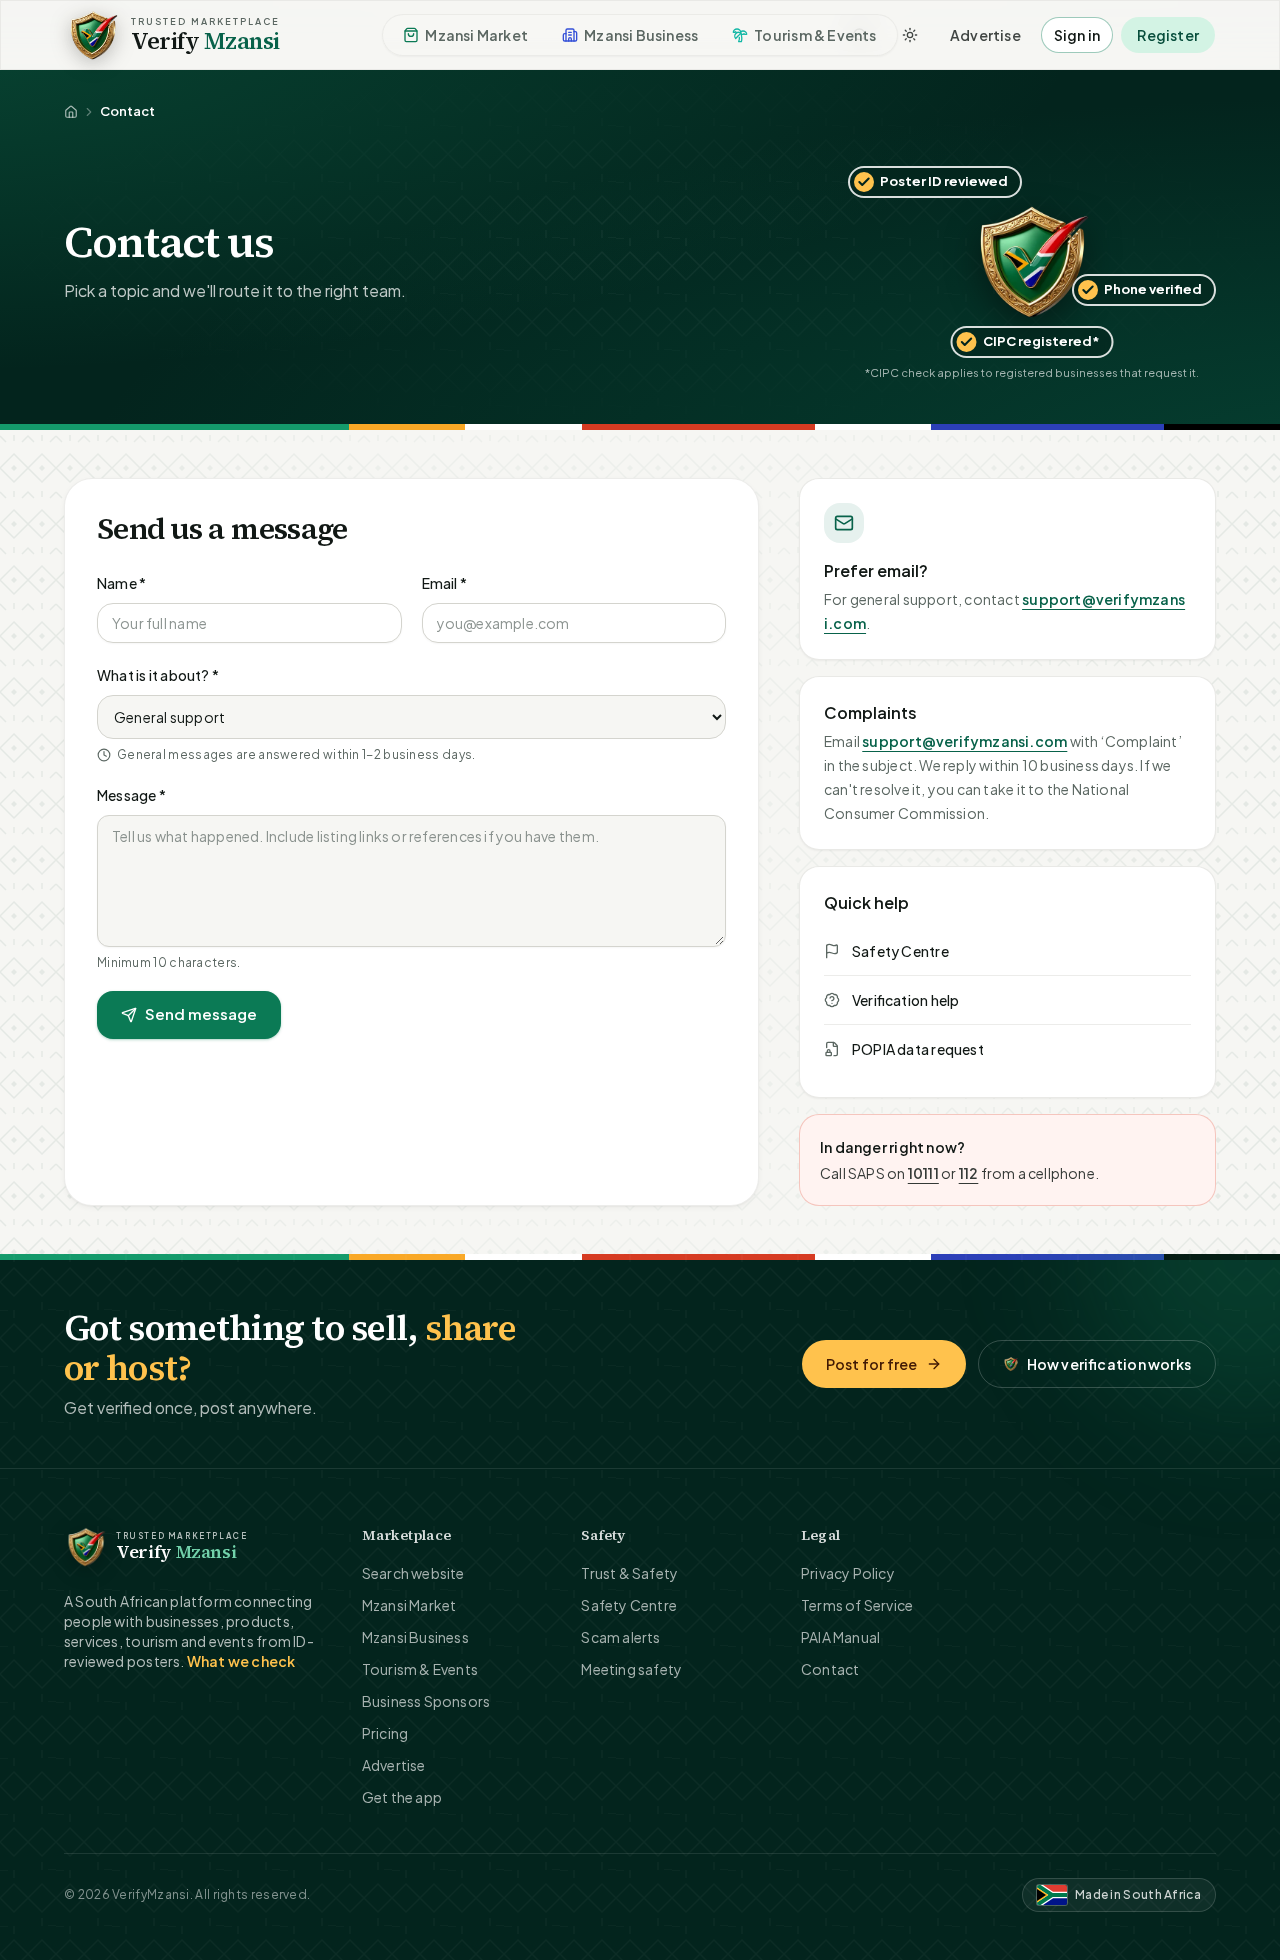 TRUSTED MARKETPLACE
Verify Mzansi
Mzansi Market
Mzansi Business
Tourism & Events
Advertise
Sign in
Register
Contact
Poster ID reviewed
Contact us
Pick a topic and we'll route it to the right team.
Phone verified
CIPC registered*
*CIPC check applies to registered businesses that request it.
Send us a message
Name *
Email *
Your full name
you@example.com
What is it about? *
General support
General messages are answered within 1–2 business days.
Message *
Tell us what happened. Include listing links or references if you have them.
Minimum 10 characters.
Send message
Prefer email?
For general support, contact support@verifymzans
i.com.
Complaints
Email support@verifymzansi.com with ‘Complaint’
in the subject. We reply within 10 business days. If we
can't resolve it, you can take it to the National
Consumer Commission.
Quick help
Safety Centre
Verification help
POPIA data request
In danger right now?
Call SAPS on 10111 or 112 from a cellphone.
Got something to sell, share
or host?
Get verified once, post anywhere.
Post for free
How verification works
TRUSTED MARKETPLACE
Verify Mzansi
A South African platform connecting
people with businesses, products,
services, tourism and events from ID-
reviewed posters. What we check
Marketplace
Search website
Mzansi Market
Mzansi Business
Tourism & Events
Business Sponsors
Pricing
Advertise
Get the app
Safety
Trust & Safety
Safety Centre
Scam alerts
Meeting safety
Legal
Privacy Policy
Terms of Service
PAIA Manual
Contact
© 2026 VerifyMzansi. All rights reserved.
Made in South Africa